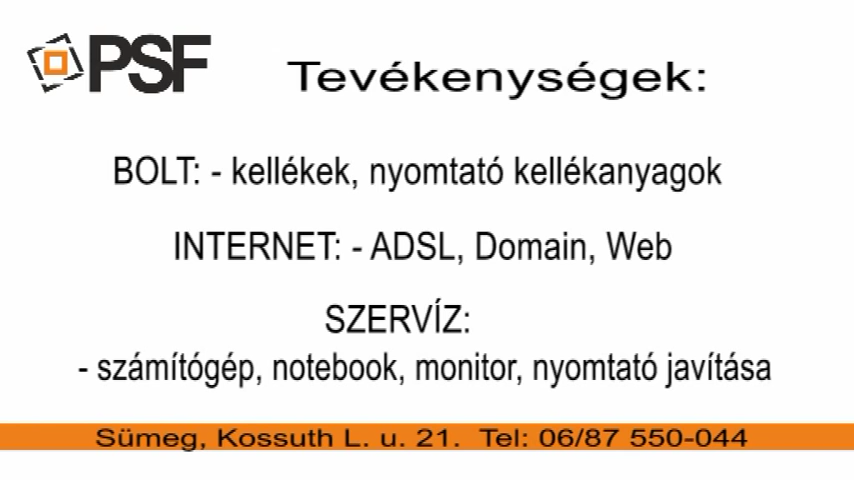 PSF
Tevékenységek:
BOLT: - kellékek, nyomtató kellékanyagok
INTERNET: - ADSL, Domain, Web
SZERVÍZ:
- számítógép, notebook, monitor, nyomtató javítása
Sümeg, Kossuth L. u. 21. Tel: 06/87 550-044